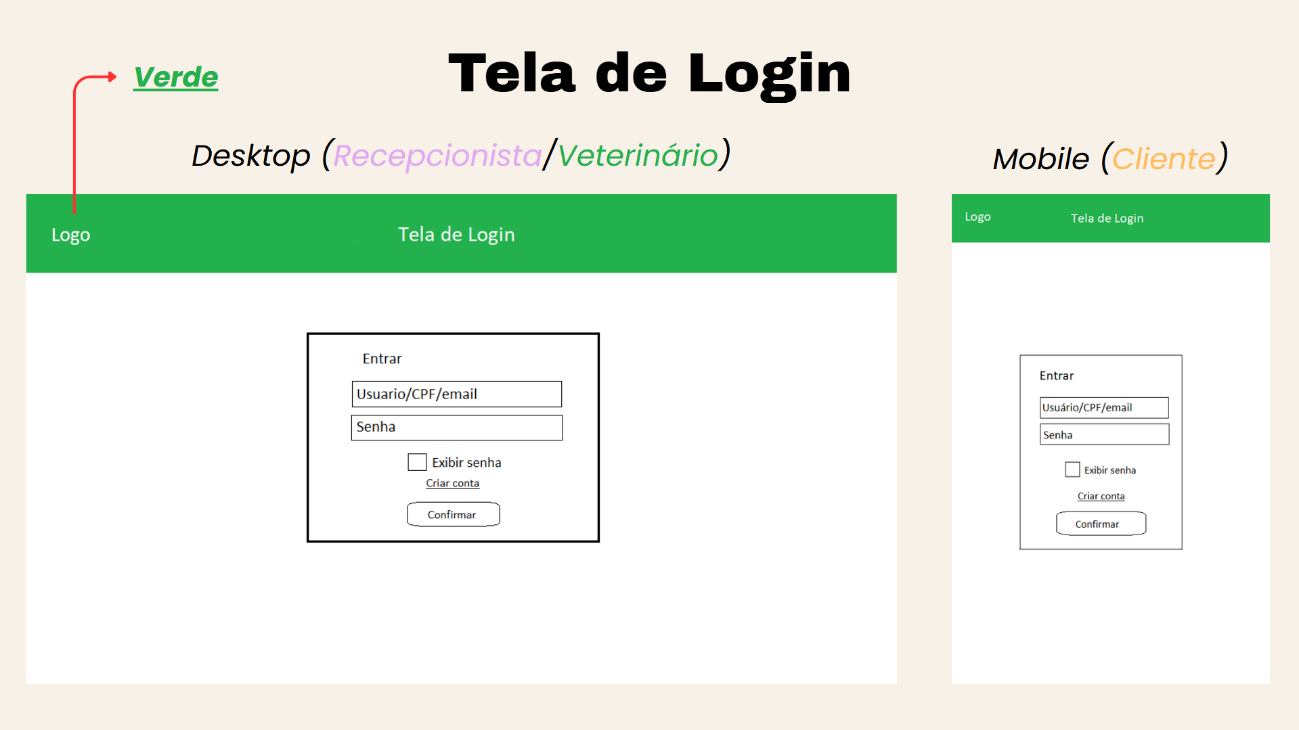 Verde
Tela de Login
Desktop (Recepcionista/Veterinário)
Logo
Tela de Login
Entrar
Usuario/CPF/email
Senha
Exibir senha
Criar conta
Confirmar
Mobile (Cliente)
Logo
Tela de Login
Entrar
Usuário/CPF/email
Senha
Exibir senha
Criar conta
Confirmar